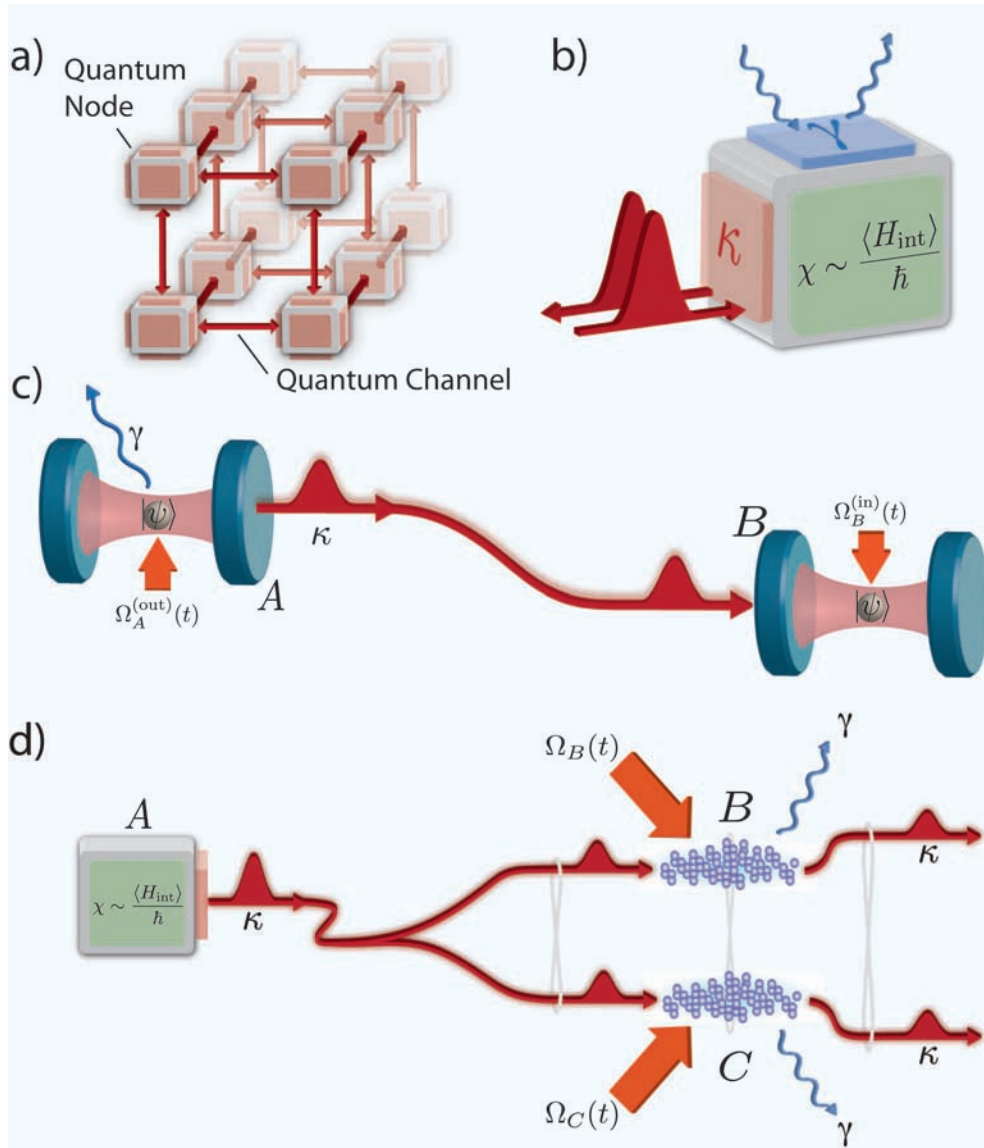 a)
Quantum
Node
Quantum Channel
b)
γ
κ
χ ∼ ⟨H_int⟩ / ħ
c)
γ
|ψ⟩
Ω_A^(out)(t)
A
κ
B
Ω_B^(in)(t)
|ψ⟩
d)
A
χ ∼ ⟨H_int⟩ / ħ
κ
Ω_B(t)
B
γ
κ
Ω_C(t)
C
γ
κ